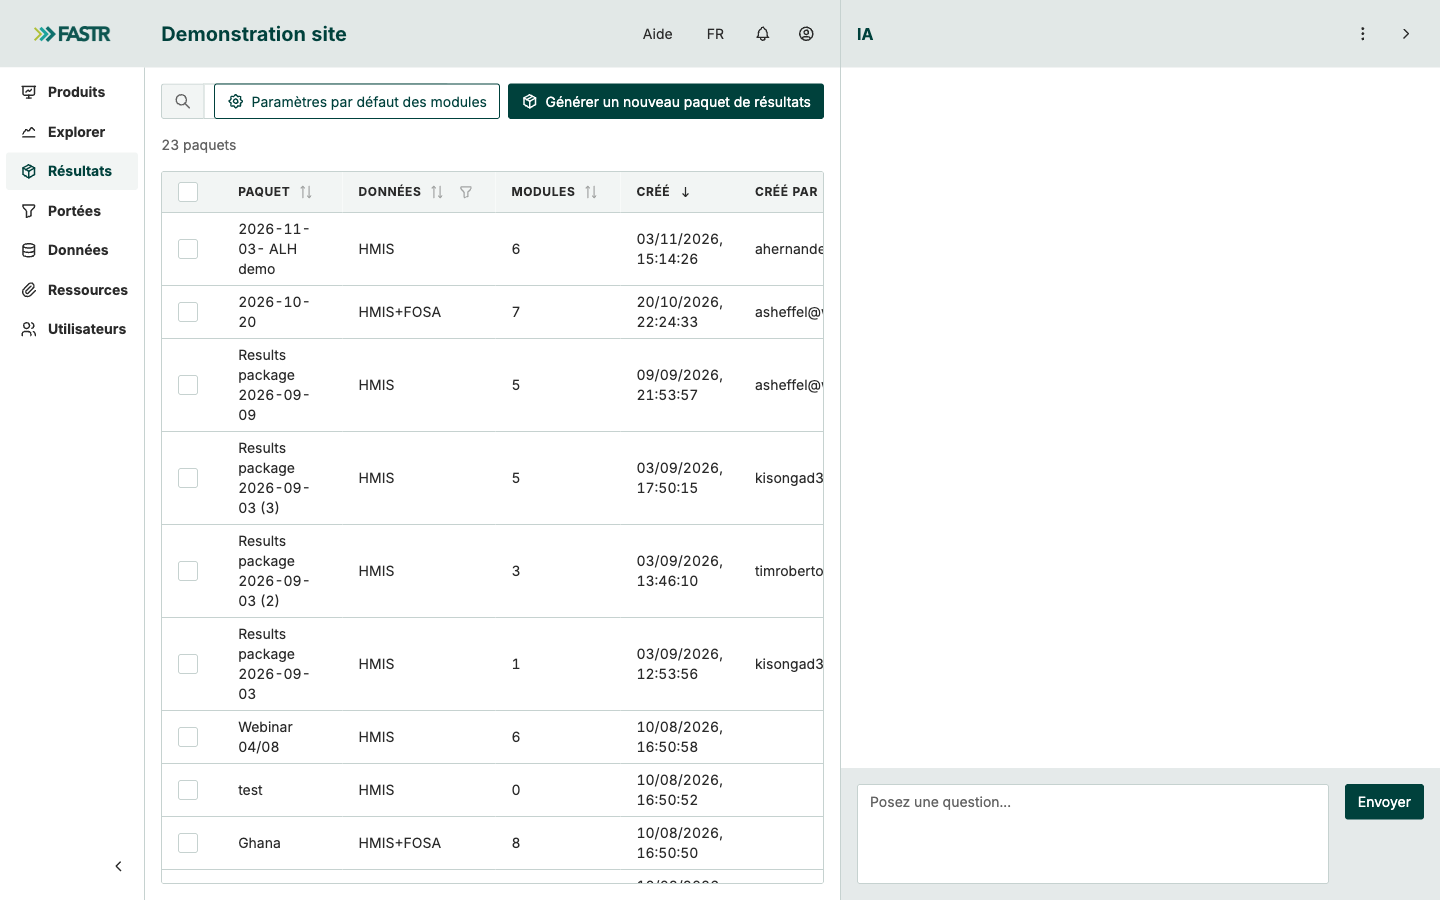 FASTR
Demonstration site
Aide
FR
IA
Produits
Explorer
Résultats
Portées
Données
Ressources
Utilisateurs
Paramètres par défaut des modules
Générer un nouveau paquet de résultats
23 paquets
PAQUET
DONNÉES
MODULES
CRÉÉ
CRÉÉ PAR
2026-11-
03- ALH
demo
HMIS
6
03/11/2026,
15:14:26
ahernande
2026-10-
20
HMIS+FOSA
7
20/10/2026,
22:24:33
asheffel@
Results
package
2026-09-
09
HMIS
5
09/09/2026,
21:53:57
asheffel@
Results
package
2026-09-
03 (3)
HMIS
5
03/09/2026,
17:50:15
kisongad3
Results
package
2026-09-
03 (2)
HMIS
3
03/09/2026,
13:46:10
timroberto
Results
package
2026-09-
03
HMIS
1
03/09/2026,
12:53:56
kisongad3
Webinar
04/08
HMIS
6
10/08/2026,
16:50:58
test
HMIS
0
10/08/2026,
16:50:52
Ghana
HMIS+FOSA
8
10/08/2026,
16:50:50
Posez une question...
Envoyer